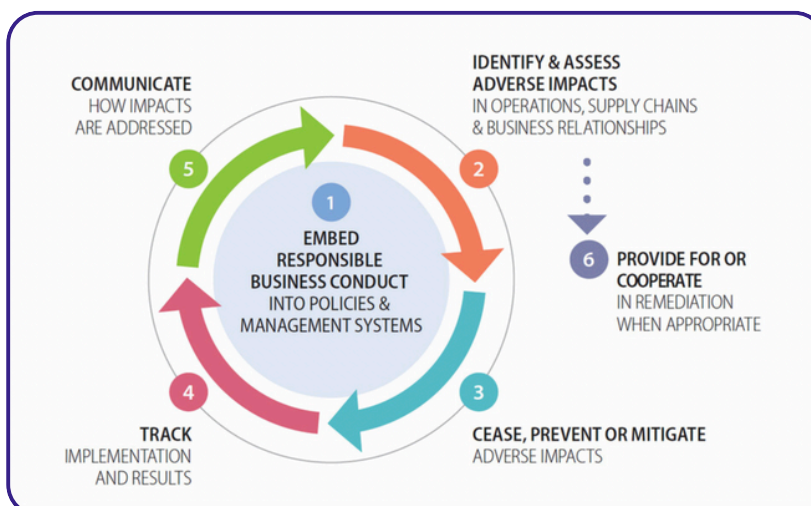 COMMUNICATE
HOW IMPACTS
ARE ADDRESSED
5
IDENTIFY & ASSESS
ADVERSE IMPACTS
IN OPERATIONS, SUPPLY CHAINS
& BUSINESS RELATIONSHIPS
2
1
EMBED
RESPONSIBLE
BUSINESS CONDUCT
INTO POLICIES &
MANAGEMENT SYSTEMS
6
PROVIDE FOR OR
COOPERATE
IN REMEDIATION
WHEN APPROPRIATE
4
TRACK
IMPLEMENTATION
AND RESULTS
3
CEASE, PREVENT OR MITIGATE
ADVERSE IMPACTS